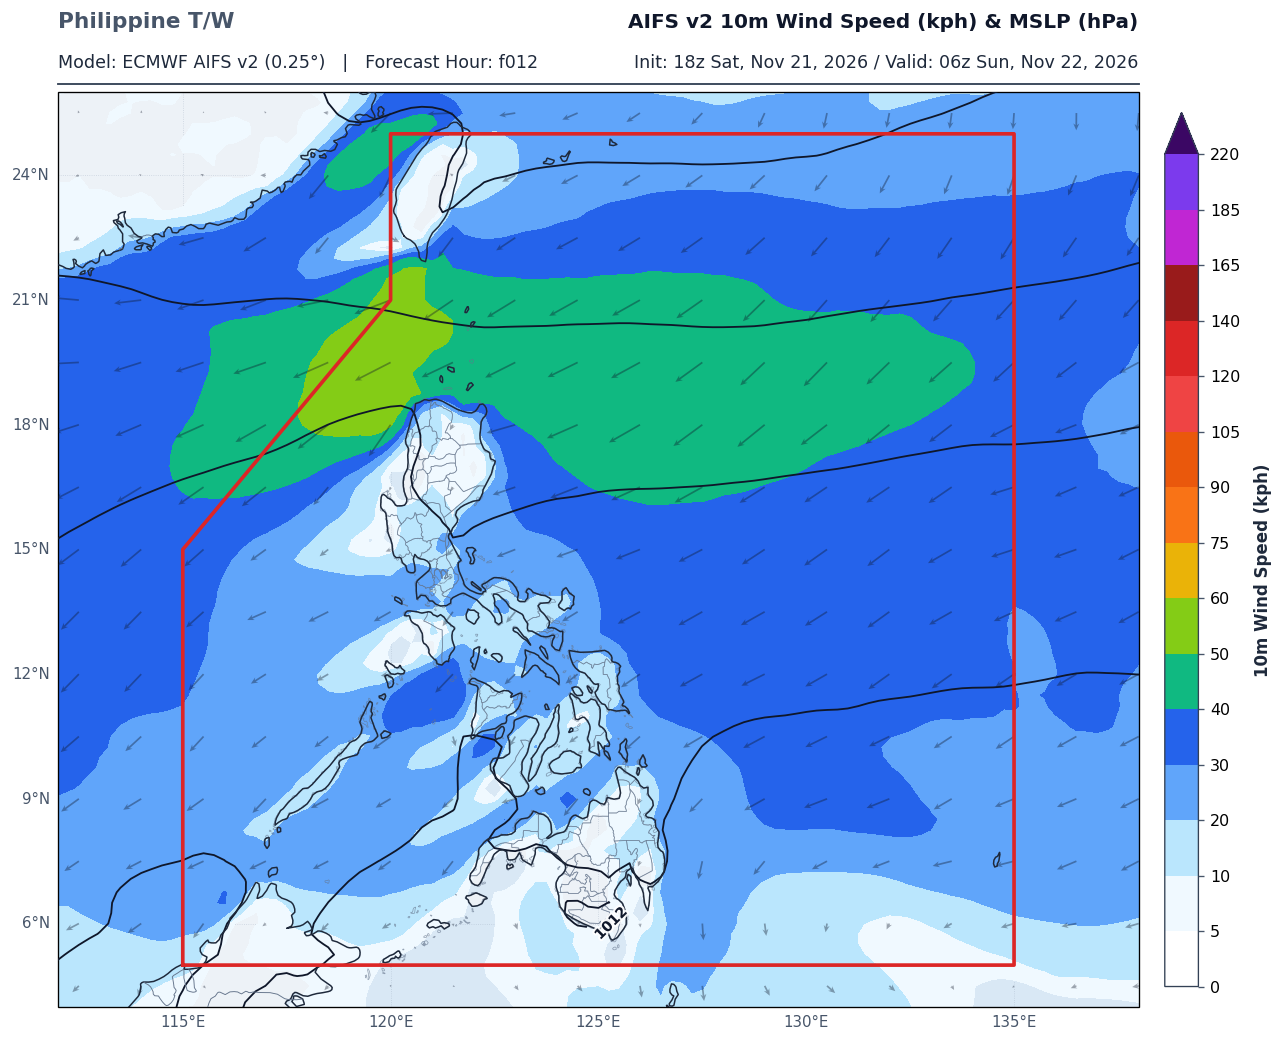 Philippine T/W
AIFS v2 10m Wind Speed (kph) & MSLP (hPa)
Model: ECMWF AIFS v2 (0.25°)   |   Forecast Hour: f012
Init: 18z Sat, Nov 21, 2026 / Valid: 06z Sun, Nov 22, 2026
24°N
21°N
18°N
15°N
12°N
9°N
6°N
1012
115°E
120°E
125°E
130°E
135°E
220
185
165
140
120
105
90
75
60
50
40
30
20
10
5
0
10m Wind Speed (kph)